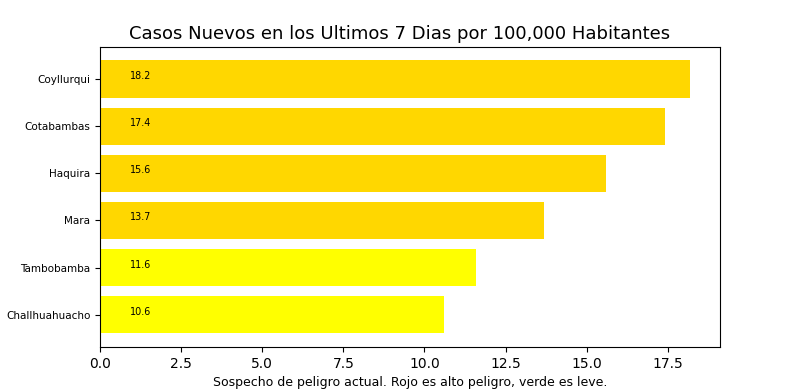 Casos Nuevos en los Ultimos 7 Dias por 100,000 Habitantes
Coyllurqui 18.2
Cotabambas 17.4
Haquira 15.6
Mara 13.7
Tambobamba 11.6
Challhuahuacho 10.6
0.0 2.5 5.0 7.5 10.0 12.5 15.0 17.5
Sospecho de peligro actual. Rojo es alto peligro, verde es leve.